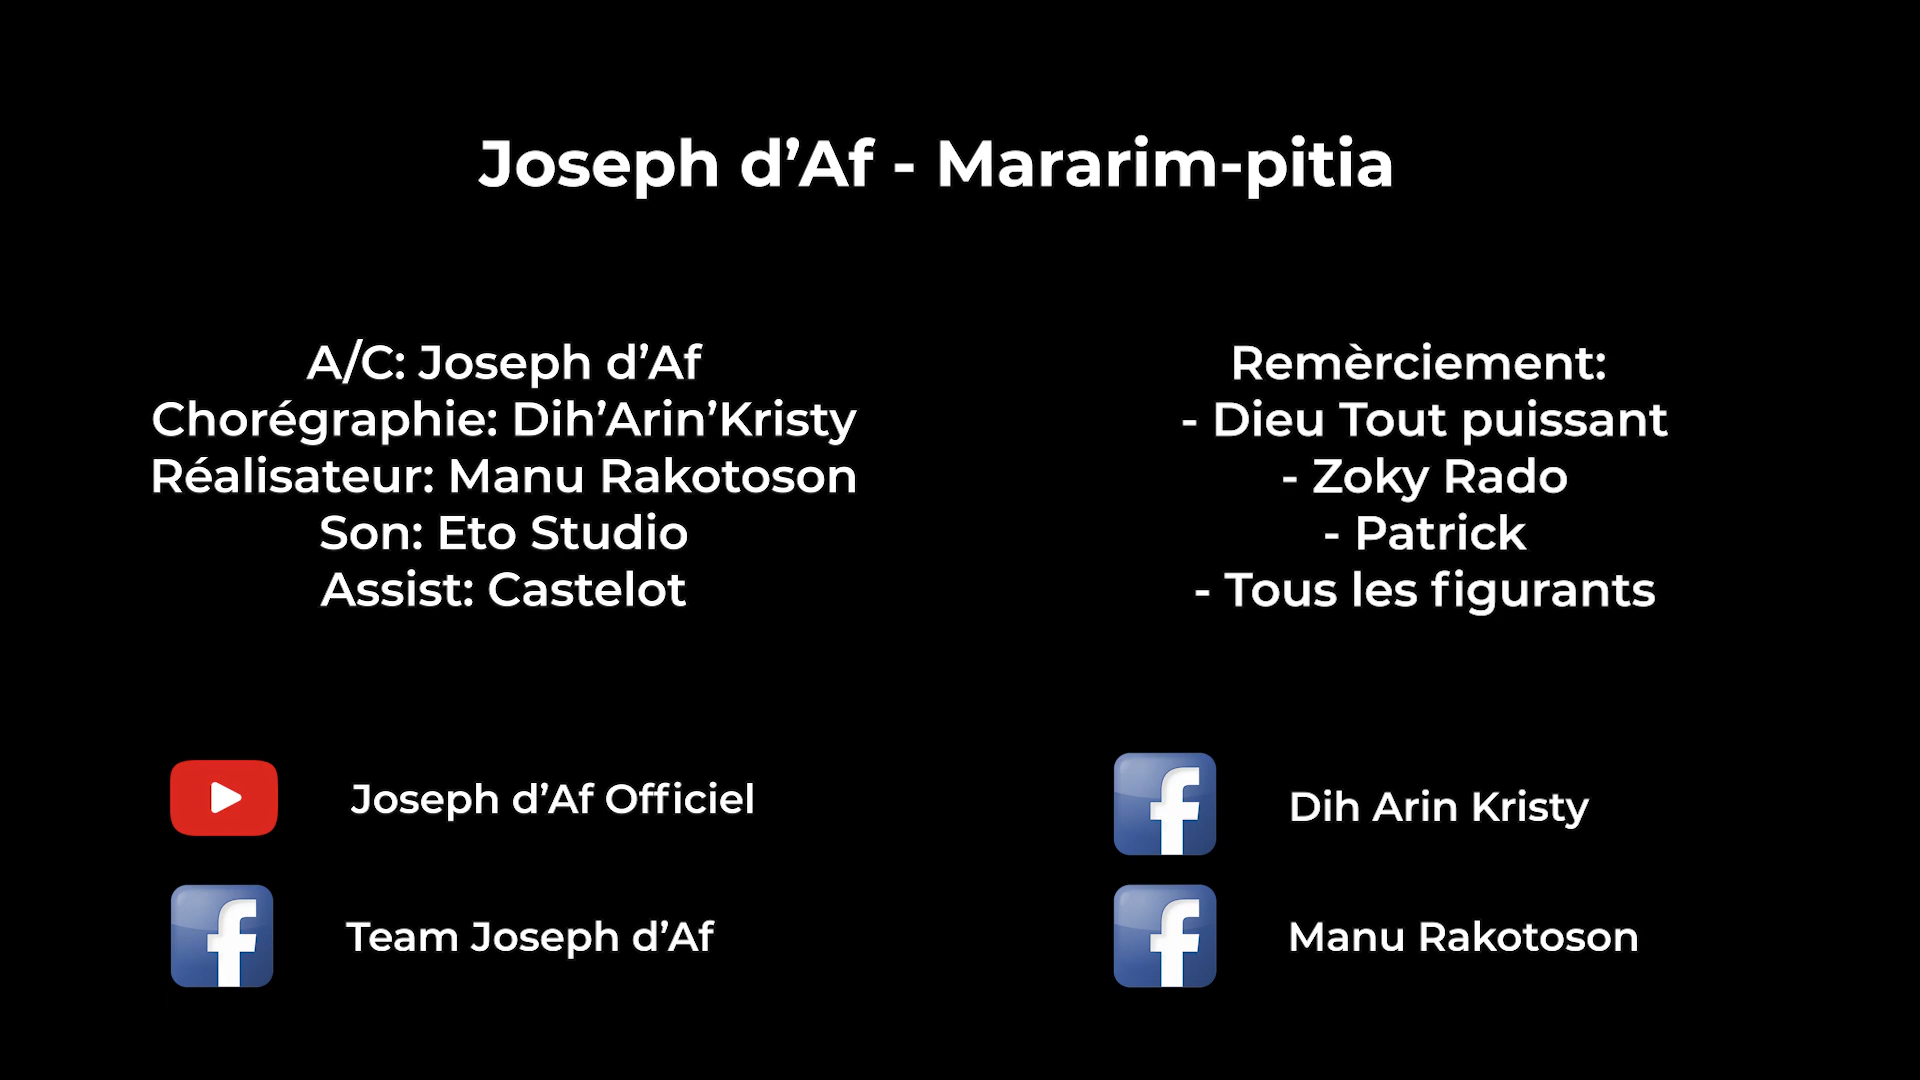 Joseph d’Af - Mararim-pitia
A/C: Joseph d’Af
Chorégraphie: Dih’Arin’Kristy
Réalisateur: Manu Rakotoson
Son: Eto Studio
Assist: Castelot
Remèrciement:
- Dieu Tout puissant
- Zoky Rado
- Patrick
- Tous les figurants
Joseph d’Af Officiel
Team Joseph d’Af
Dih Arin Kristy
Manu Rakotoson